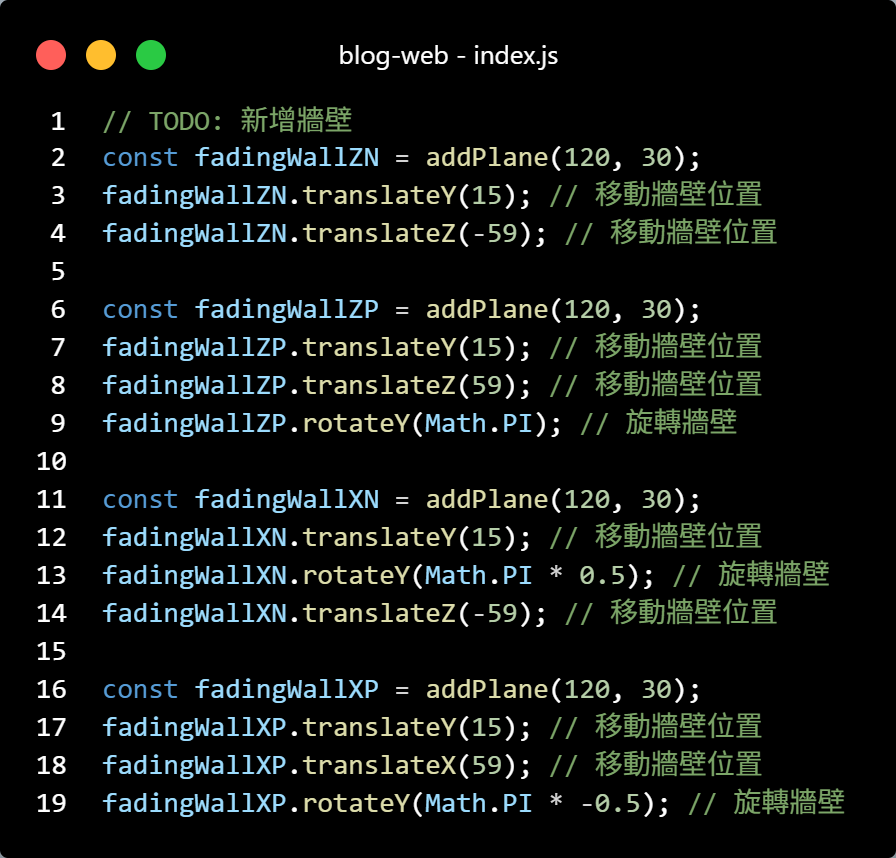 blog-web - index.js
1 // TODO: 新增牆壁
2 const fadingWallZN = addPlane(120, 30);
3 fadingWallZN.translateY(15); // 移動牆壁位置
4 fadingWallZN.translateZ(-59); // 移動牆壁位置
5
6 const fadingWallZP = addPlane(120, 30);
7 fadingWallZP.translateY(15); // 移動牆壁位置
8 fadingWallZP.translateZ(59); // 移動牆壁位置
9 fadingWallZP.rotateY(Math.PI); // 旋轉牆壁
10
11 const fadingWallXN = addPlane(120, 30);
12 fadingWallXN.translateY(15); // 移動牆壁位置
13 fadingWallXN.rotateY(Math.PI * 0.5); // 旋轉牆壁
14 fadingWallXN.translateZ(-59); // 移動牆壁位置
15
16 const fadingWallXP = addPlane(120, 30);
17 fadingWallXP.translateY(15); // 移動牆壁位置
18 fadingWallXP.translateX(59); // 移動牆壁位置
19 fadingWallXP.rotateY(Math.PI * -0.5); // 旋轉牆壁